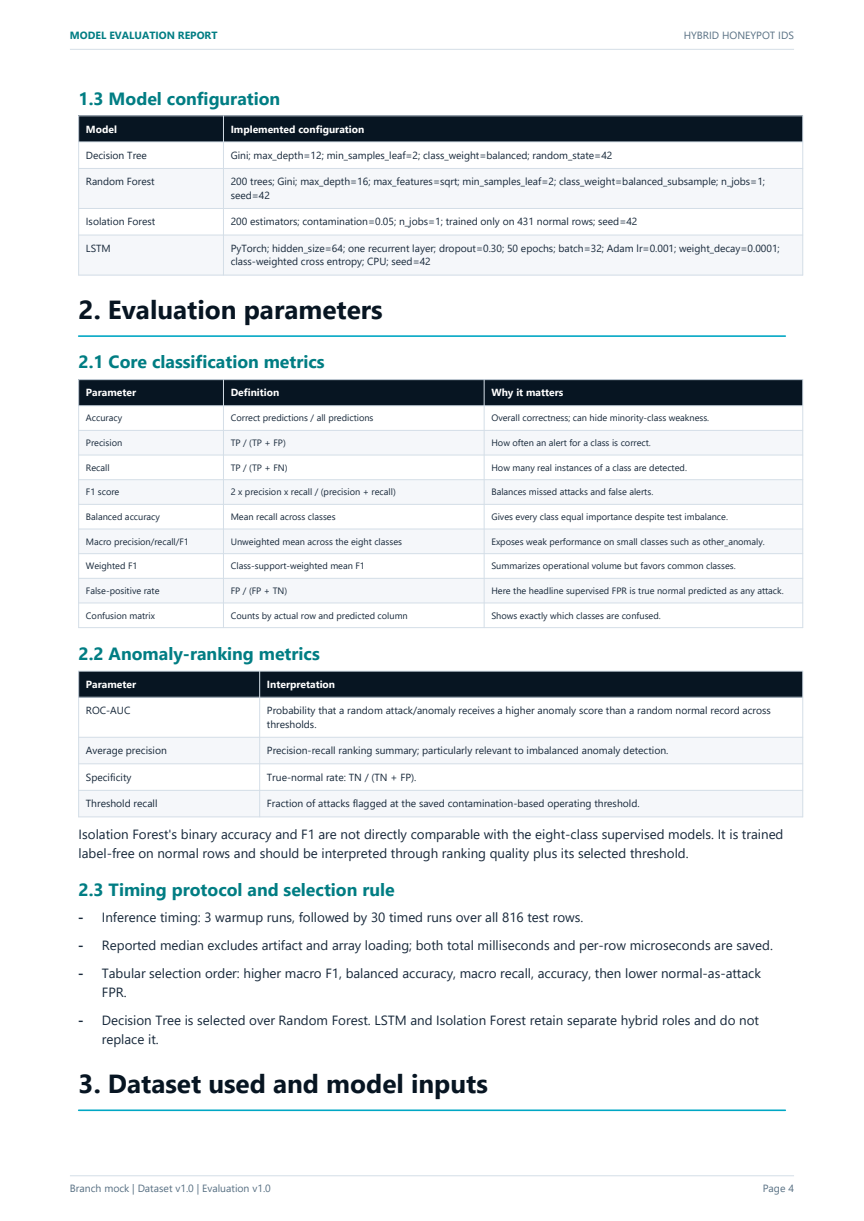 MODEL EVALUATION REPORT
HYBRID HONEYPOT IDS
1.3 Model configuration
Model
Implemented configuration
Decision Tree
Gini; max_depth=12; min_samples_leaf=2; class_weight=balanced; random_state=42
Random Forest
200 trees; Gini; max_depth=16; max_features=sqrt; min_samples_leaf=2; class_weight=balanced_subsample; n_jobs=1;
seed=42
Isolation Forest
200 estimators; contamination=0.05; n_jobs=1; trained only on 431 normal rows; seed=42
LSTM
PyTorch; hidden_size=64; one recurrent layer; dropout=0.30; 50 epochs; batch=32; Adam lr=0.001; weight_decay=0.0001;
class-weighted cross entropy; CPU; seed=42
2. Evaluation parameters
2.1 Core classification metrics
Parameter
Definition
Why it matters
Accuracy
Correct predictions / all predictions
Overall correctness; can hide minority-class weakness.
Precision
TP / (TP + FP)
How often an alert for a class is correct.
Recall
TP / (TP + FN)
How many real instances of a class are detected.
F1 score
2 x precision x recall / (precision + recall)
Balances missed attacks and false alerts.
Balanced accuracy
Mean recall across classes
Gives every class equal importance despite test imbalance.
Macro precision/recall/F1
Unweighted mean across the eight classes
Exposes weak performance on small classes such as other_anomaly.
Weighted F1
Class-support-weighted mean F1
Summarizes operational volume but favors common classes.
False-positive rate
FP / (FP + TN)
Here the headline supervised FPR is true normal predicted as any attack.
Confusion matrix
Counts by actual row and predicted column
Shows exactly which classes are confused.
2.2 Anomaly-ranking metrics
Parameter
Interpretation
ROC-AUC
Probability that a random attack/anomaly receives a higher anomaly score than a random normal record across
thresholds.
Average precision
Precision-recall ranking summary; particularly relevant to imbalanced anomaly detection.
Specificity
True-normal rate: TN / (TN + FP).
Threshold recall
Fraction of attacks flagged at the saved contamination-based operating threshold.
Isolation Forest's binary accuracy and F1 are not directly comparable with the eight-class supervised models. It is trained
label-free on normal rows and should be interpreted through ranking quality plus its selected threshold.
2.3 Timing protocol and selection rule
- Inference timing: 3 warmup runs, followed by 30 timed runs over all 816 test rows.
- Reported median excludes artifact and array loading; both total milliseconds and per-row microseconds are saved.
- Tabular selection order: higher macro F1, balanced accuracy, macro recall, accuracy, then lower normal-as-attack
FPR.
- Decision Tree is selected over Random Forest. LSTM and Isolation Forest retain separate hybrid roles and do not
replace it.
3. Dataset used and model inputs
Branch mock | Dataset v1.0 | Evaluation v1.0
Page 4